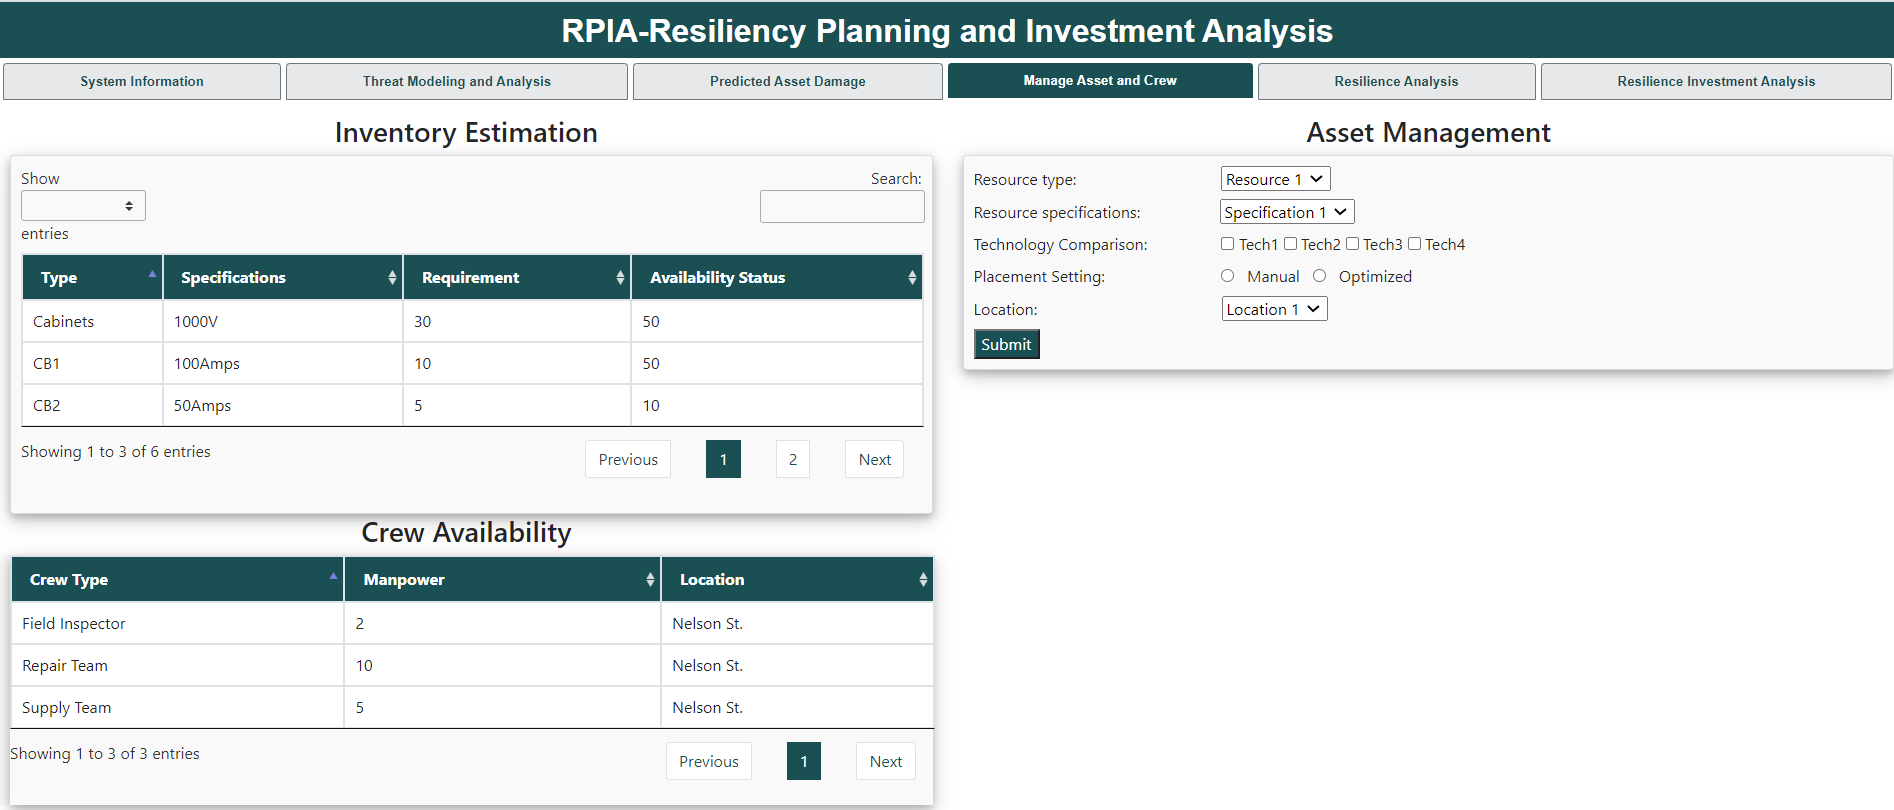 RPIA-Resiliency Planning and Investment Analysis
System Information Threat Modeling and Analysis Predicted Asset Damage Manage Asset and Crew Resilience Analysis Resilience Investment Analysis
Inventory Estimation
Show
Search:
entries
Type Specifications Requirement Availability Status
Cabinets 1000V 30 50
CB1 100Amps 10 50
CB2 50Amps 5 10
Showing 1 to 3 of 6 entries
Previous 1 2 Next
Crew Availability
Crew Type Manpower Location
Field Inspector 2 Nelson St.
Repair Team 10 Nelson St.
Supply Team 5 Nelson St.
Showing 1 to 3 of 3 entries
Previous 1 Next
Asset Management
Resource type: Resource 1
Resource specifications: Specification 1
Technology Comparison: Tech1 Tech2 Tech3 Tech4
Placement Setting: Manual Optimized
Location: Location 1
Submit